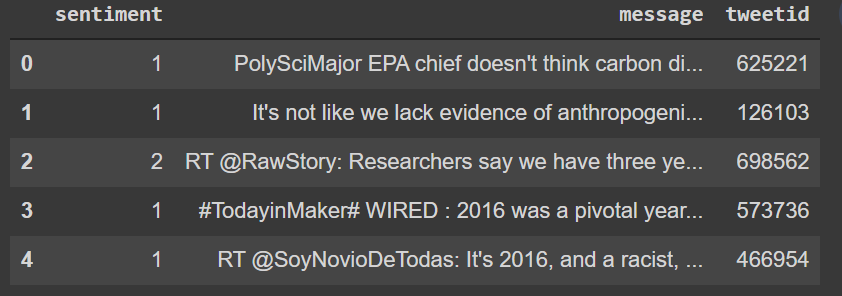 sentiment message tweetid
0 1 PolySciMajor EPA chief doesn't think carbon di... 625221
1 1 It's not like we lack evidence of anthropogeni... 126103
2 2 RT @RawStory: Researchers say we have three ye... 698562
3 1 #TodayinMaker# WIRED : 2016 was a pivotal year... 573736
4 1 RT @SoyNovioDeTodas: It's 2016, and a racist, ... 466954